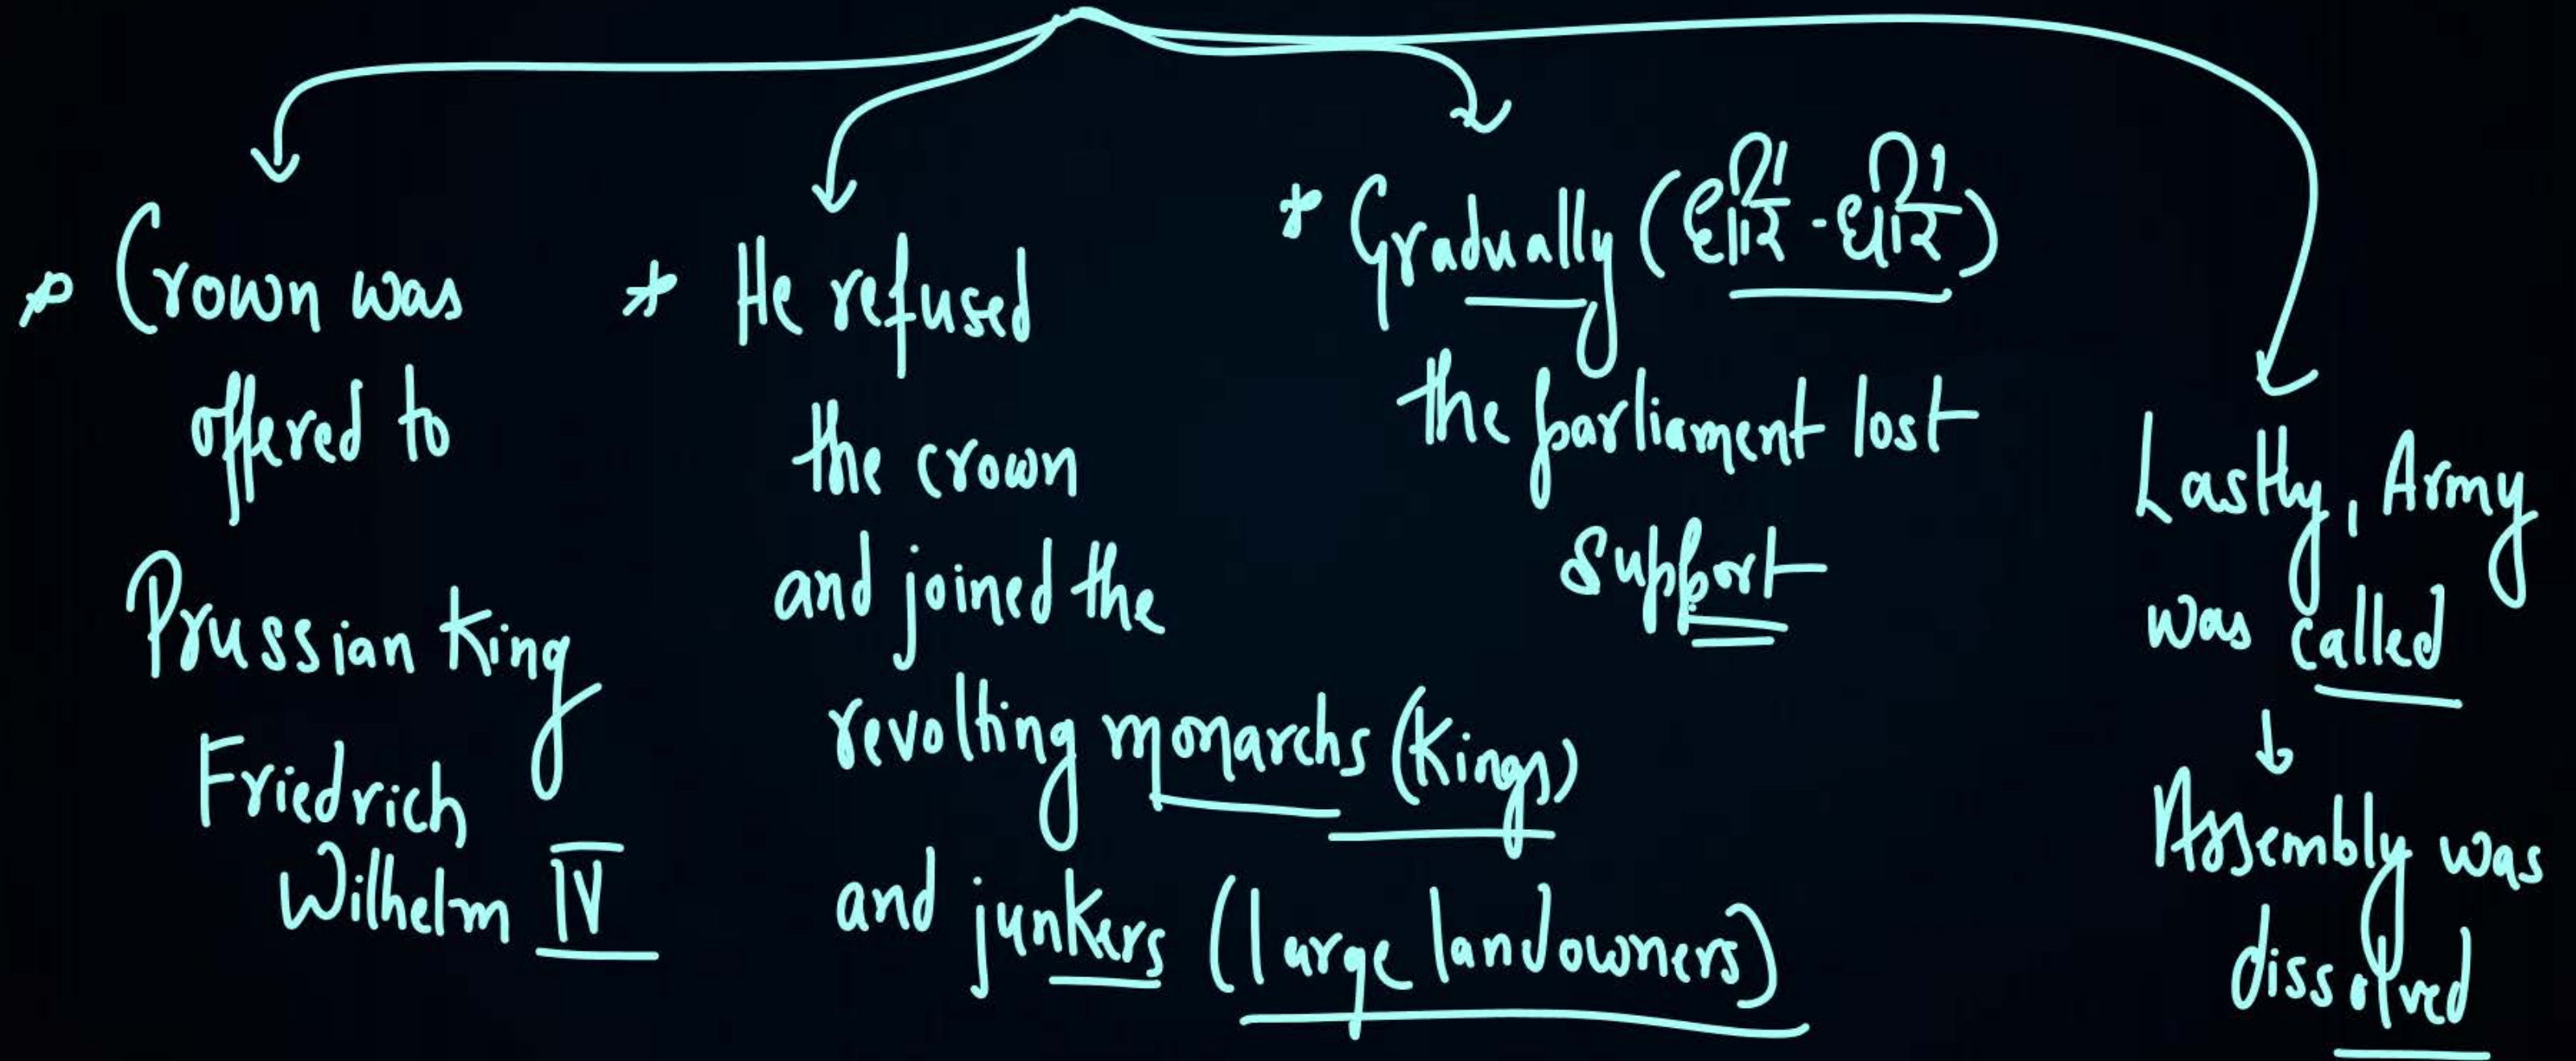 * Crown was
offered to
Prussian King
Friedrich
Wilhelm IV
* He refused
the crown
and joined the
revolting monarchs (Kings)
and junkers (large landowners)
* Gradually (धीरे-धीरे)
the parliament lost
support
Lastly, Army
was called
↓
Assembly was
dissolved